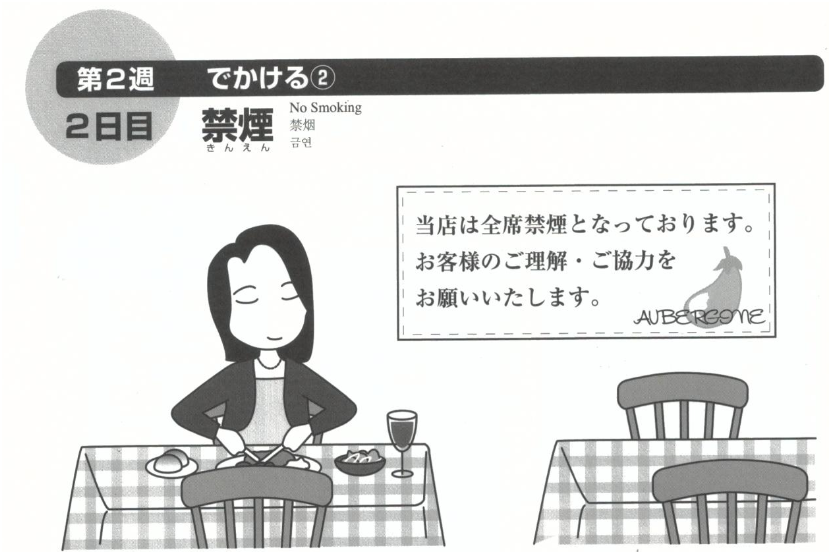 第2週 でかける②
2日目 禁煙
きんえん
No Smoking
禁烟
금연
当店は全席禁煙となっております。
お客様のご理解・ご協力を
お願いいたします。
AUBERGINE